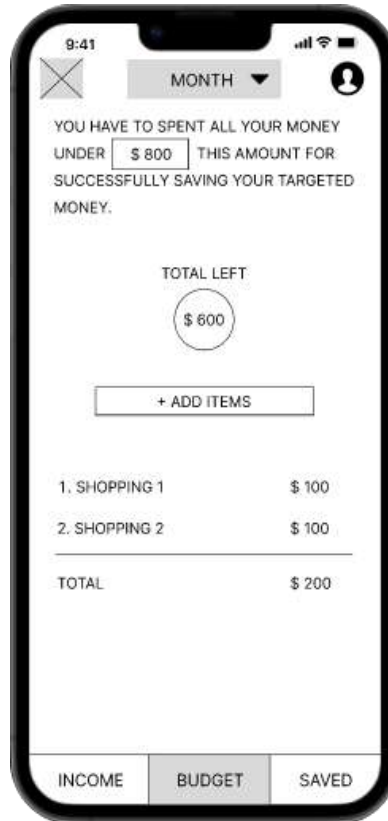 9:41
MONTH
YOU HAVE TO SPENT ALL YOUR MONEY
UNDER $ 800 THIS AMOUNT FOR
SUCCESSFULLY SAVING YOUR TARGETED
MONEY.
TOTAL LEFT
$ 600
+ ADD ITEMS
1. SHOPPING 1 $ 100
2. SHOPPING 2 $ 100
TOTAL $ 200
INCOME BUDGET SAVED